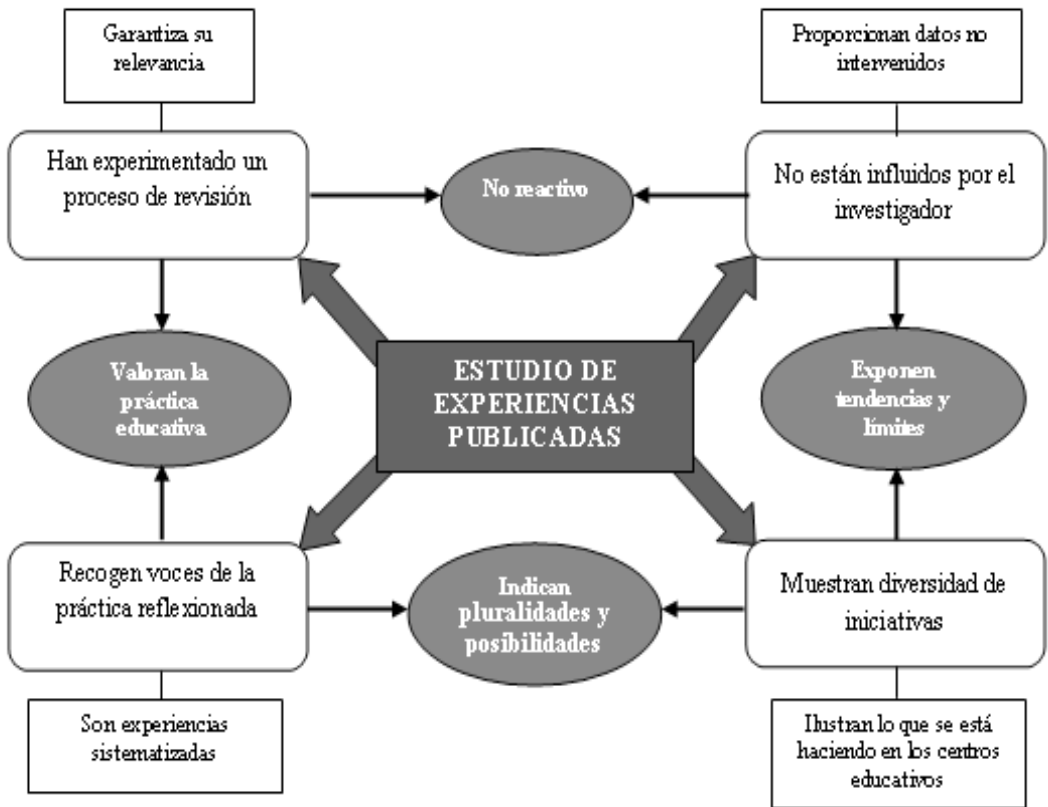 Garantiza su
relevancia
Proporcionan datos no
intervenidos
Han experimentado un
proceso de revisión
No reactivo
No están influidos por el
investigador
Valoran la
práctica
educativa
ESTUDIO DE
EXPERIENCIAS
PUBLICADAS
Exponen
tendencias y
límites
Recogen voces de la
práctica reflexionada
Indican
pluralidades y
posibilidades
Muestran diversidad de
iniciativas
Son experiencias
sistematizadas
Ilustran lo que se está
haciendo en los centros
educativos